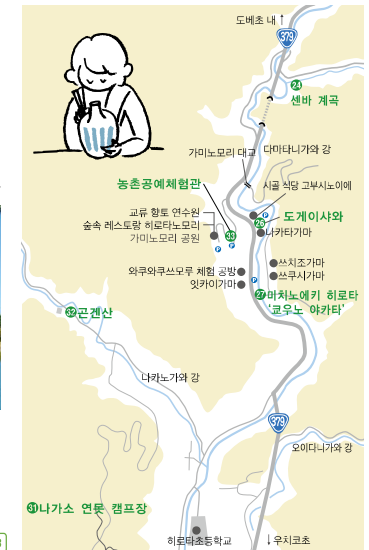 도베초 내 ↑
379
24
센바 계곡
가미노모리 대교
다마타니가와 강
농촌공예체험관
시골 식당 고부시노이에
교류 향토 연수원
숲속 레스토랑 히로타노모리
가미노모리 공원
P
33
P
P
26
도게이샤와
나카타가마
와쿠와쿠쓰모루 체험 공방
잇카이가마
P
쓰치조가마
쓰쿠시가마
27 마치노에키 히로타
'쿄우노 야카타'
32 곤겐산
나카노가와 강
379
오이다니가와 강
31 나가소 연못 캠프장
히로타초등학교
↓ 우치코초